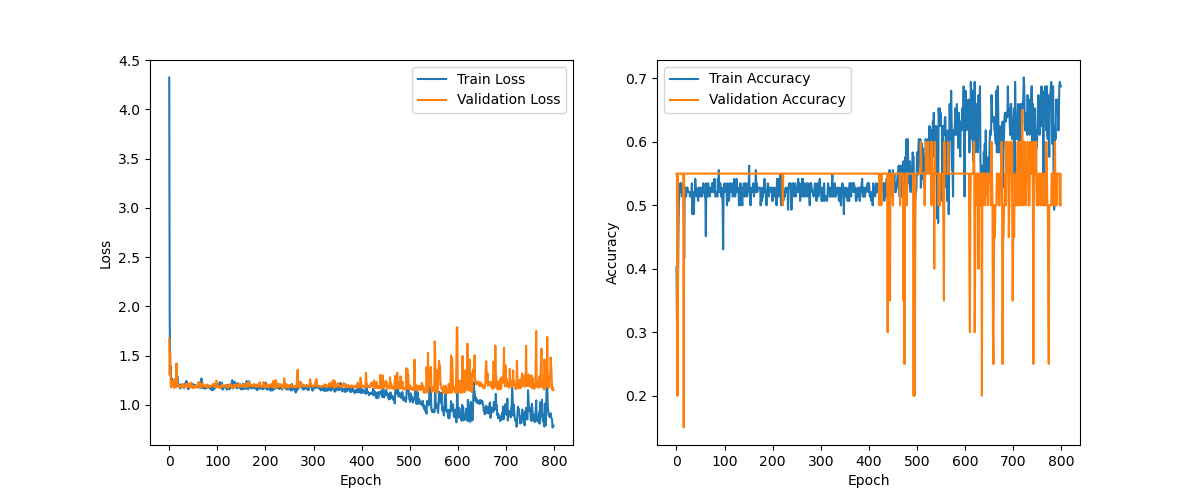 4.5
4.0
3.5
3.0
2.5
2.0
1.5
1.0
Loss
0 100 200 300 400 500 600 700 800
Epoch
Train Loss
Validation Loss
0.7
0.6
0.5
0.4
0.3
0.2
Accuracy
0 100 200 300 400 500 600 700 800
Epoch
Train Accuracy
Validation Accuracy